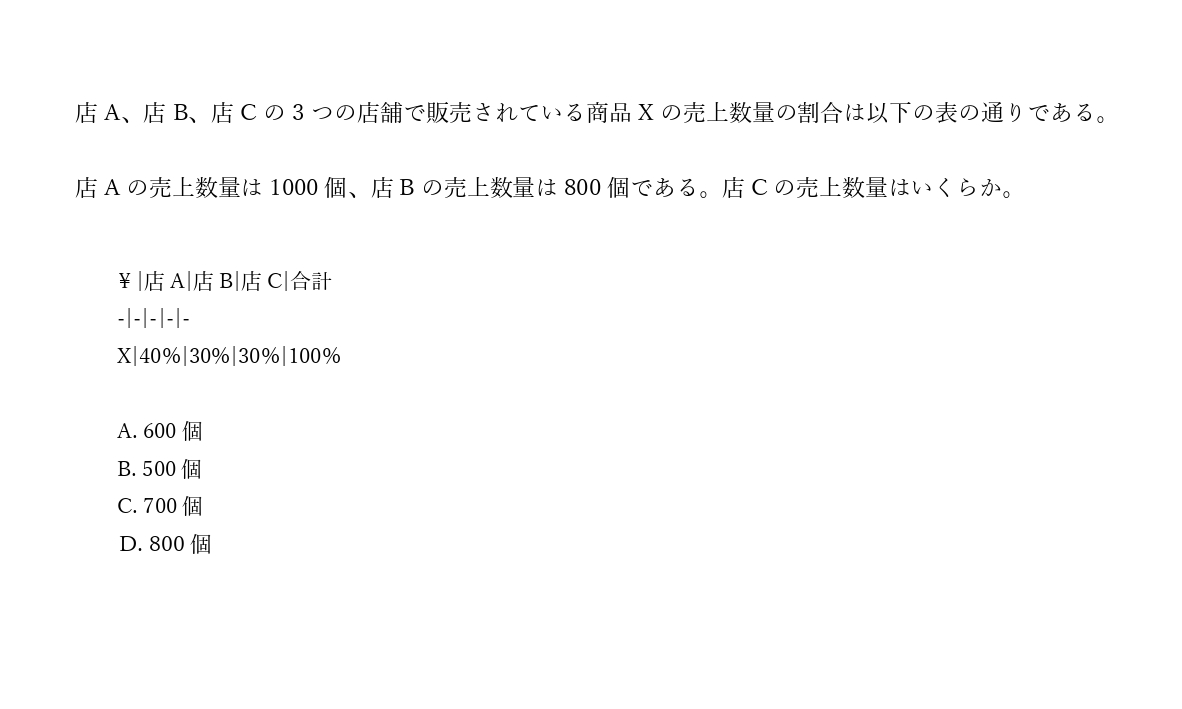 店 A、店 B、店 C の 3 つの店舗で販売されている商品 X の売上数量の割合は以下の表の通りである。
店 A の売上数量は 1000 個、店 B の売上数量は 800 個である。店 C の売上数量はいくらか。
¥ |店 A|店 B|店 C|合計
-|-|-|-|-
X|40%|30%|30%|100%
A. 600 個
B. 500 個
C. 700 個
D. 800 個